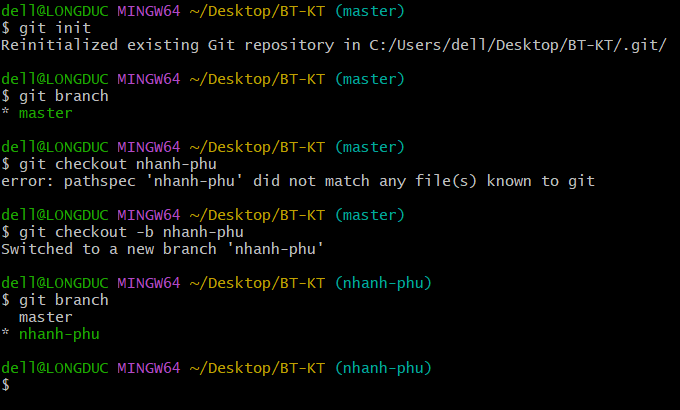 dell@LONGDUC MINGW64 ~/Desktop/BT-KT (master)
$ git init
Reinitialized existing Git repository in C:/Users/dell/Desktop/BT-KT/.git/
dell@LONGDUC MINGW64 ~/Desktop/BT-KT (master)
$ git branch
* master
dell@LONGDUC MINGW64 ~/Desktop/BT-KT (master)
$ git checkout nhanh-phu
error: pathspec 'nhanh-phu' did not match any file(s) known to git
dell@LONGDUC MINGW64 ~/Desktop/BT-KT (master)
$ git checkout -b nhanh-phu
Switched to a new branch 'nhanh-phu'
dell@LONGDUC MINGW64 ~/Desktop/BT-KT (nhanh-phu)
$ git branch
  master
* nhanh-phu
dell@LONGDUC MINGW64 ~/Desktop/BT-KT (nhanh-phu)
$